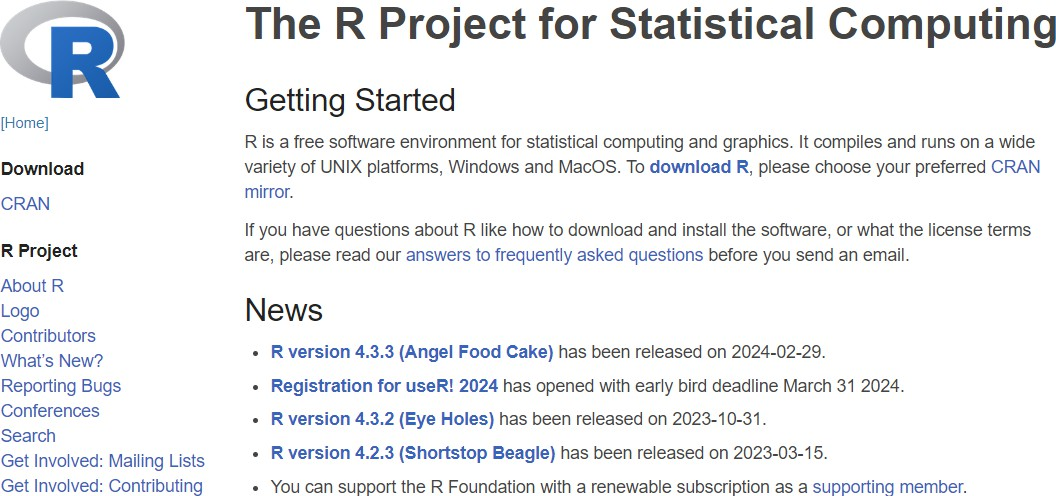 R
The R Project for Statistical Computing
[Home]
Download
CRAN
R Project
About R
Logo
Contributors
What's New?
Reporting Bugs
Conferences
Search
Get Involved: Mailing Lists
Get Involved: Contributing
Getting Started
R is a free software environment for statistical computing and graphics. It compiles and runs on a wide
variety of UNIX platforms, Windows and MacOS. To download R, please choose your preferred CRAN
mirror.
If you have questions about R like how to download and install the software, or what the license terms
are, please read our answers to frequently asked questions before you send an email.
News
• R version 4.3.3 (Angel Food Cake) has been released on 2024-02-29.
• Registration for useR! 2024 has opened with early bird deadline March 31 2024.
• R version 4.3.2 (Eye Holes) has been released on 2023-10-31.
• R version 4.2.3 (Shortstop Beagle) has been released on 2023-03-15.
• You can support the R Foundation with a renewable subscription as a supporting member.